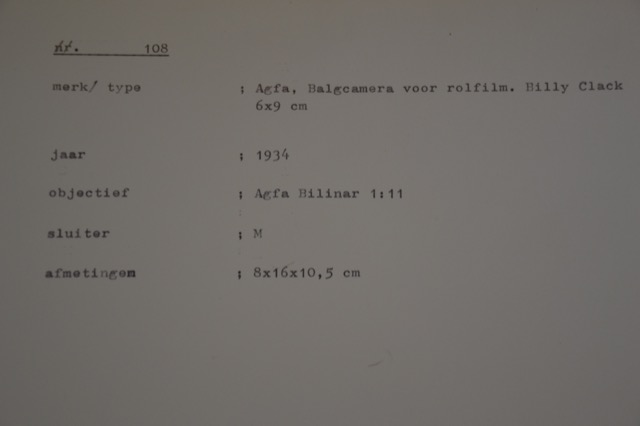 nr. 108
merk/ type : Agfa, Balgcamera voor rolfilm. Billy Clack
6x9 cm
jaar : 1934
objectief : Agfa Bilinar 1:11
sluiter : M
afmetingen : 8x16x10,5 cm